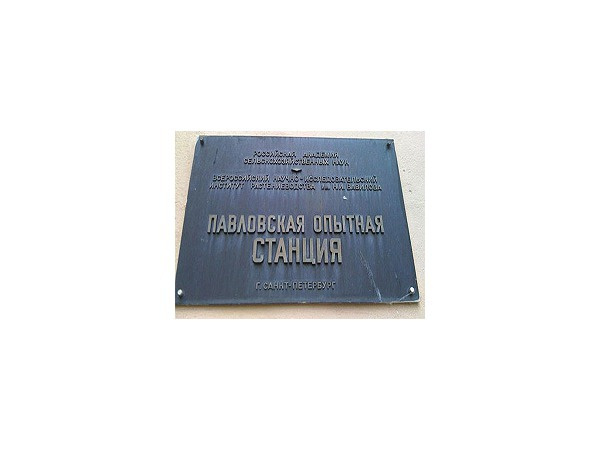 РОССИЙСКАЯ АКАДЕМИЯ
СЕЛЬСКОХОЗЯЙСТВЕННЫХ НАУК
ВСЕРОССИЙСКИЙ НАУЧНО-ИССЛЕДОВАТЕЛЬСКИЙ
ИНСТИТУТ РАСТЕНИЕВОДСТВА ИМ. Н.И. ВАВИЛОВА
ПАВЛОВСКАЯ ОПЫТНАЯ
СТАНЦИЯ
Г. САНКТ-ПЕТЕРБУРГ